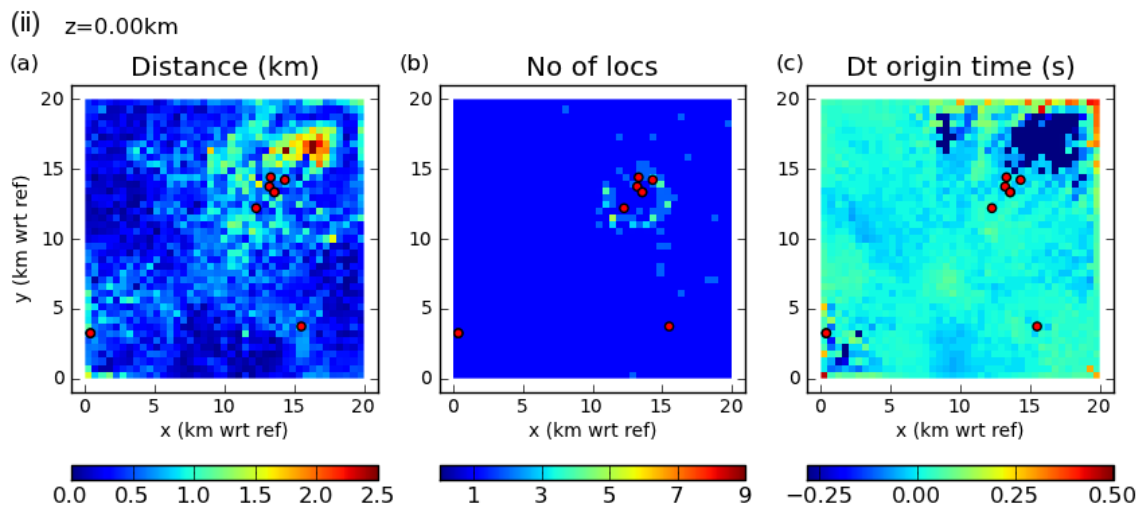 (ii) z=0.00km
(a) Distance (km) (b) No of locs (c) Dt origin time (s)
20 20 20
15 15 15
10 10 10
5 5 5
0 0 0
y (km wrt ref)
0 5 10 15 20 0 5 10 15 20 0 5 10 15 20
x (km wrt ref) x (km wrt ref) x (km wrt ref)
0.0 0.5 1.0 1.5 2.0 2.5 1 3 5 7 9 −0.25 0.00 0.25 0.50